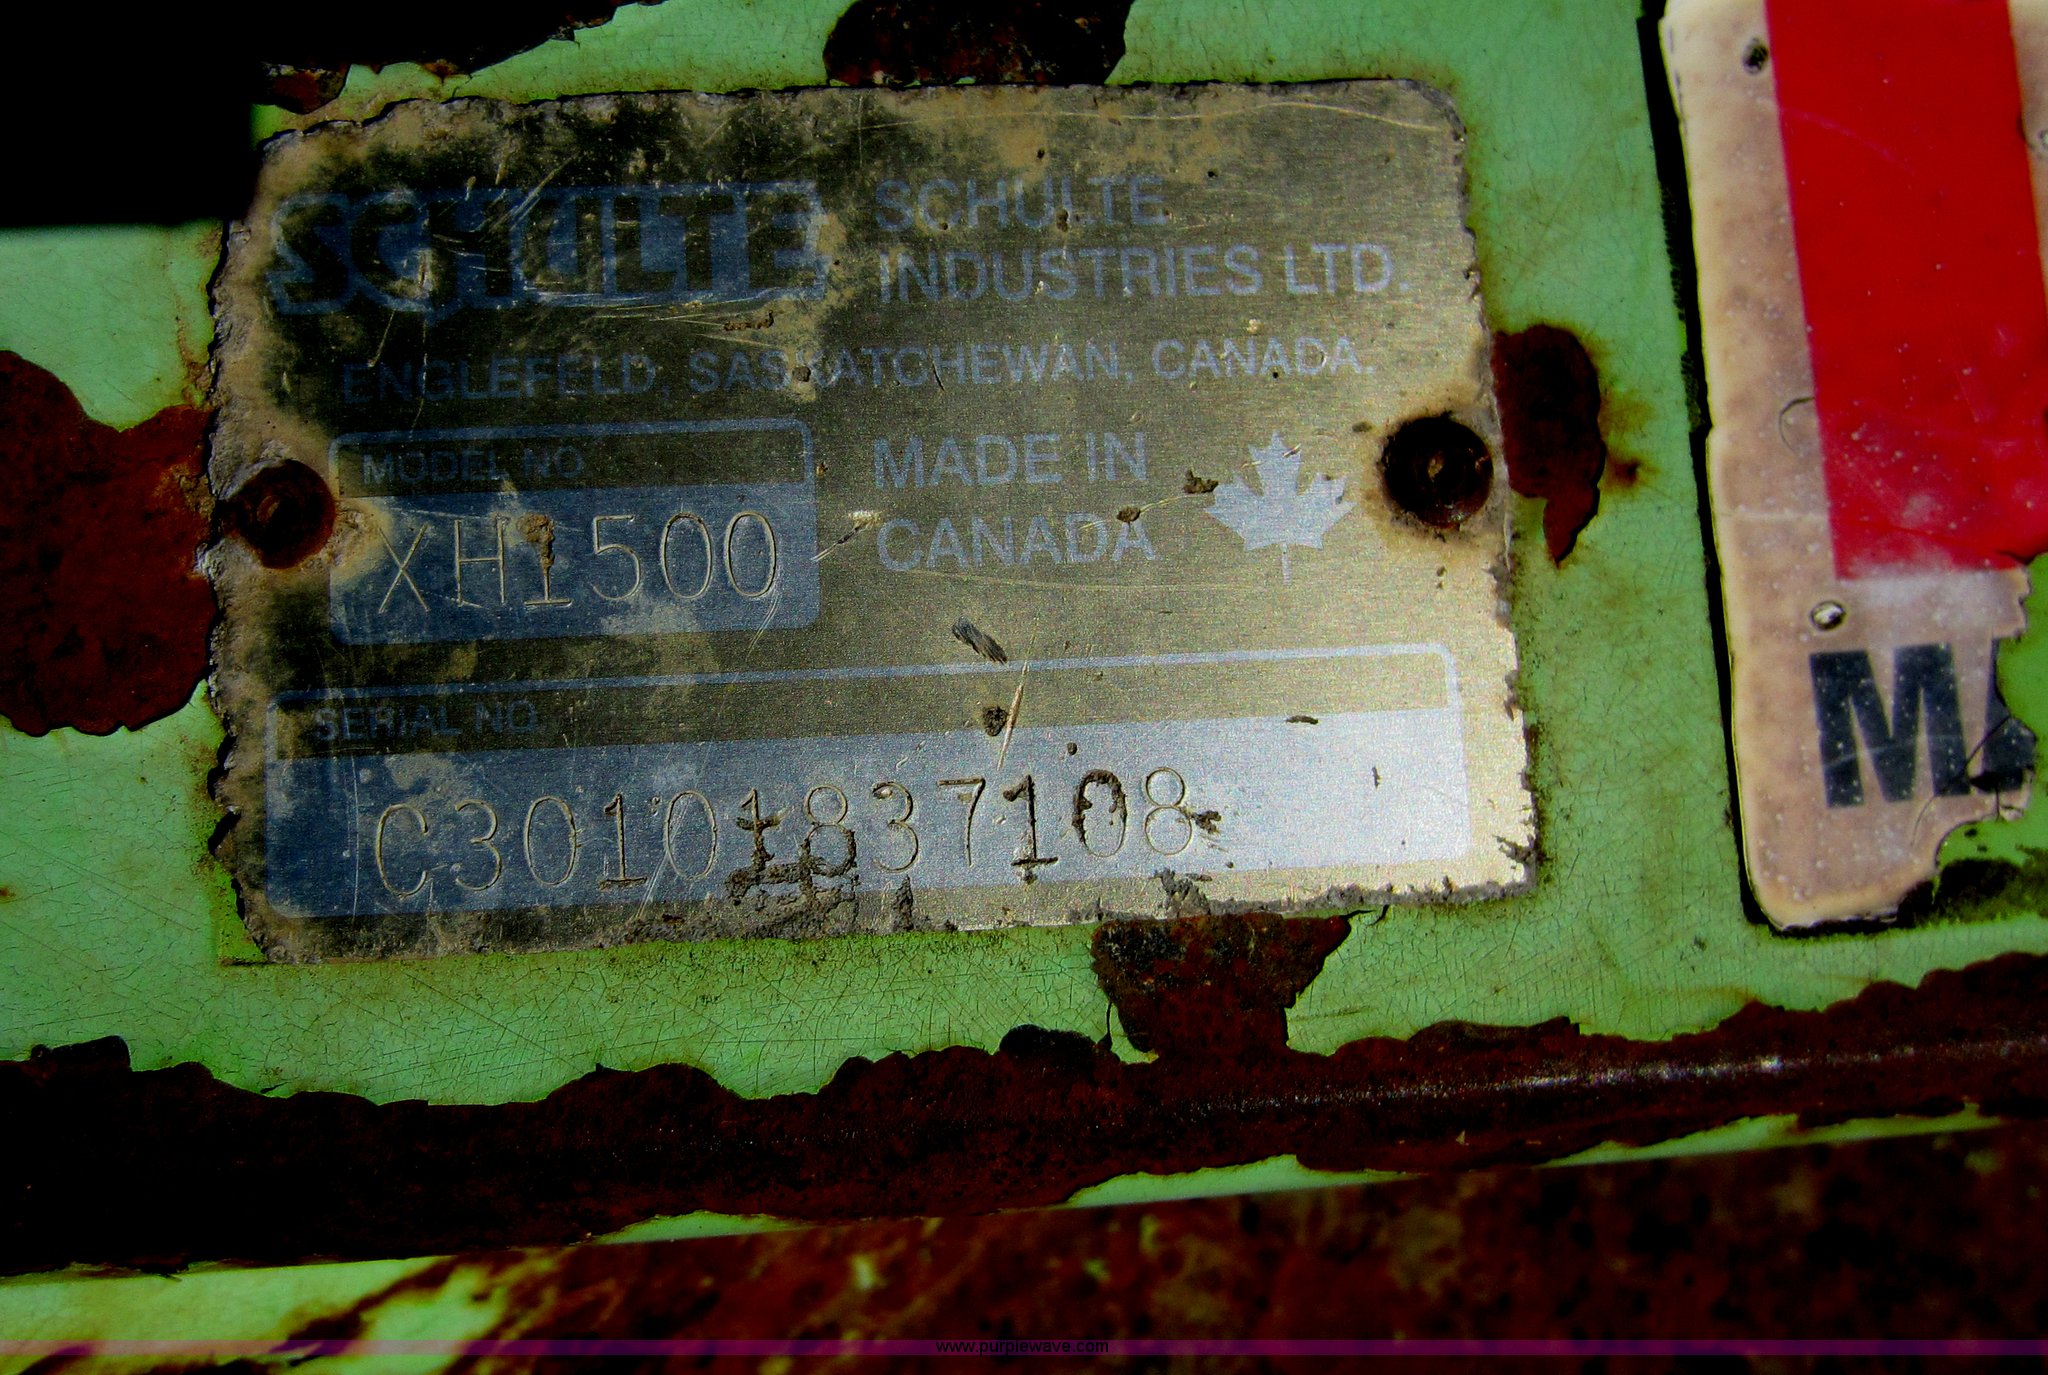 SCHULTE
SCHULTE
INDUSTRIES LTD.
ENGLEFELD, SASKATCHEWAN, CANADA.
MODEL NO
XH1500
MADE IN
CANADA
SERIAL NO
C30101837108
www.purplewave.com